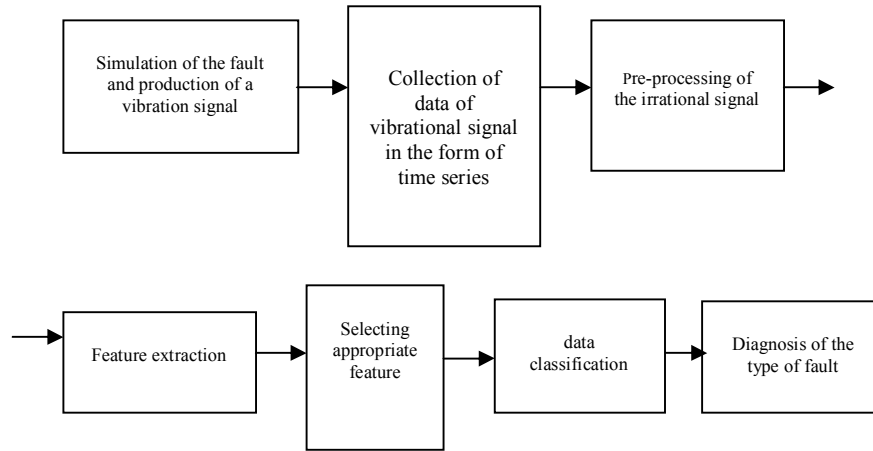 Simulation of the fault
and production of a
vibration signal
Collection of
data of
vibrational signal
in the form of
time series
Pre-processing of
the irrational signal
Feature extraction
Selecting
appropriate
feature
data
classification
Diagnosis of the
type of fault